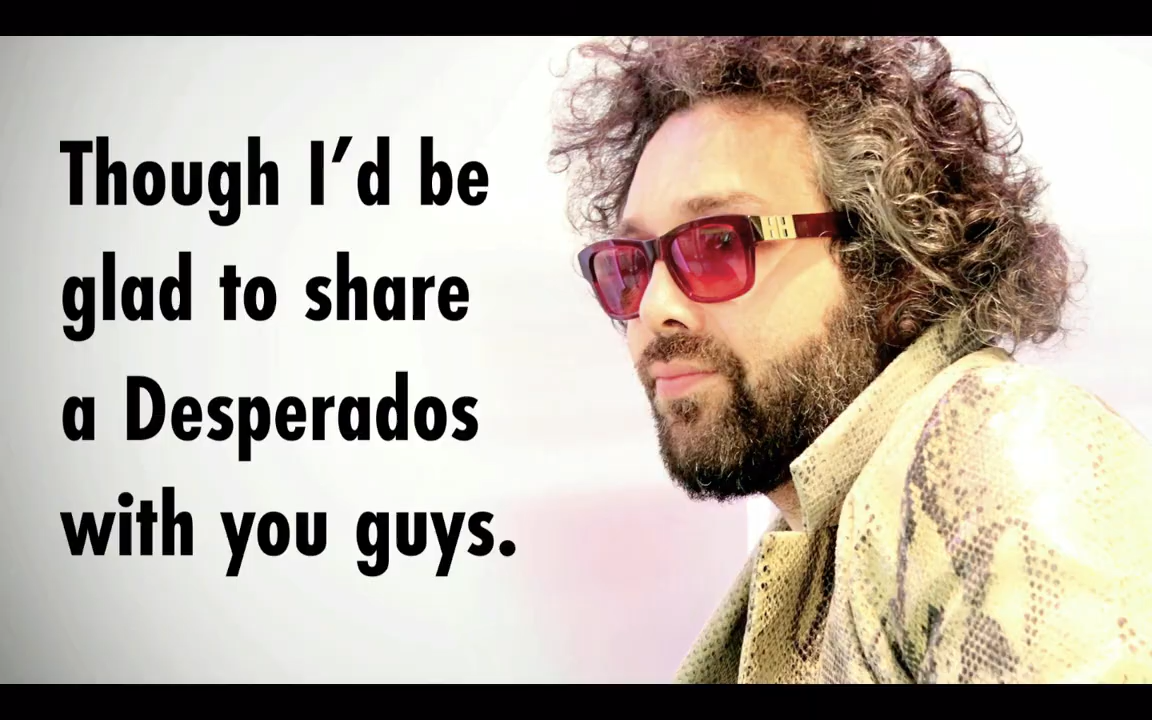 Though I’d be
glad to share
a Desperados
with you guys.